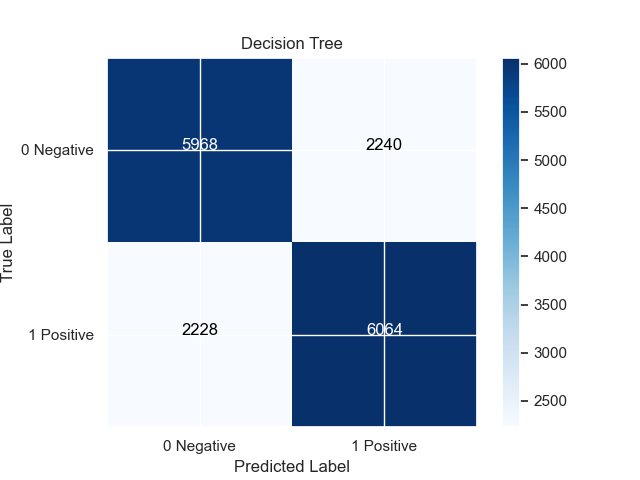 Decision Tree
0 Negative
1 Positive
True Label
5968
2240
2228
6064
0 Negative
1 Positive
Predicted Label
6000
5500
5000
4500
4000
3500
3000
2500